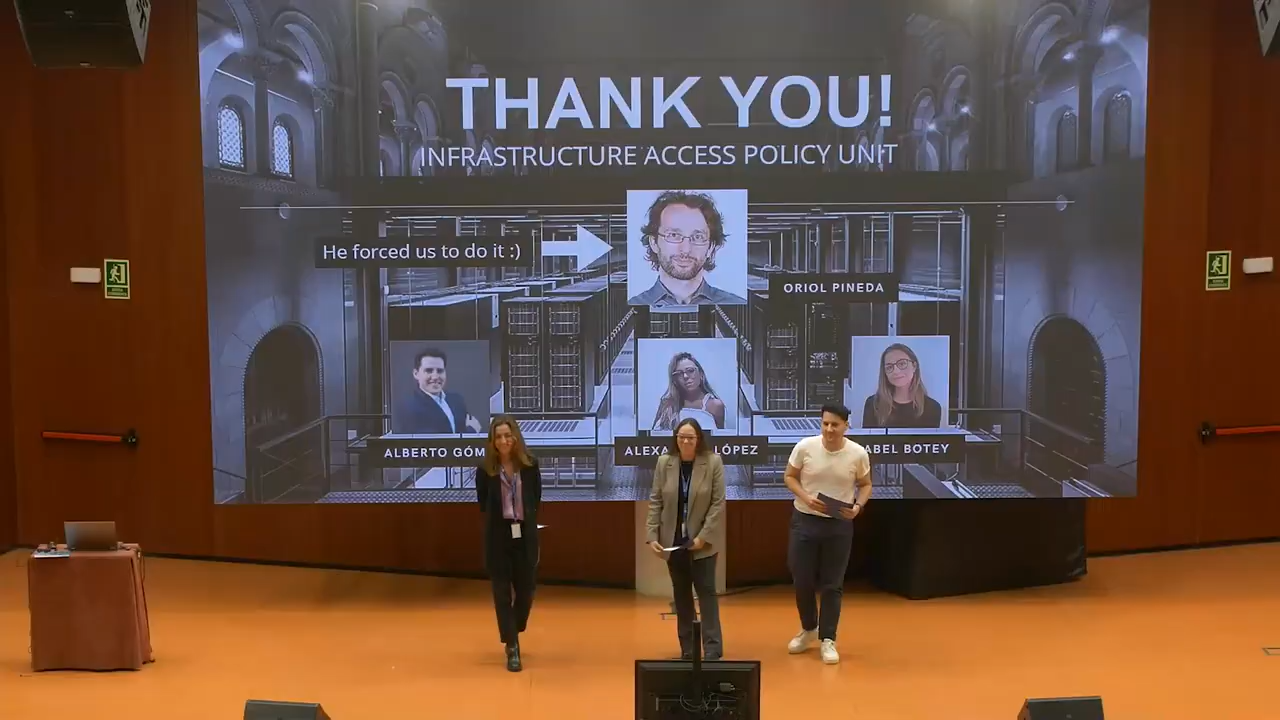 THANK YOU!
INFRASTRUCTURE ACCESS POLICY UNIT
He forced us to do it :)
ORIOL PINEDA
ALBERTO GÓM
ALEXA LÓPEZ
ABEL BOTEY